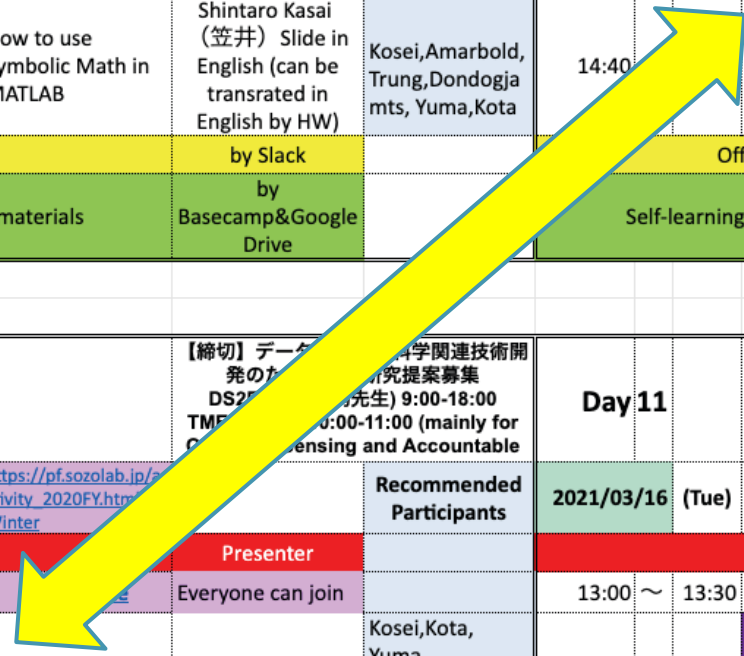 Shintaro Kasai
（笠井）Slide in
English (can be
transrated in
English by HW)
ow to use
ymbolic Math in
MATLAB
Kosei,Amarbold,
Trung,Dondogja
mts, Yuma,Kota
14:40
by Slack
Off
materials
by
Basecamp&Google
Drive
Self-learning
【締切】データ 科学関連技術開
発のた 研究提案募集
先生) 9:00-18:00
0:00-11:00 (mainly for
ensing and Accountable
Day 11
ttps://pf.sozolab.jp/a
ivity_2020FY.htm
Vinter
Recommended
Participants
2021/03/16 (Tue)
Presenter
Everyone can join
13:00 ～ 13:30
Kosei,Kota,
Yuma